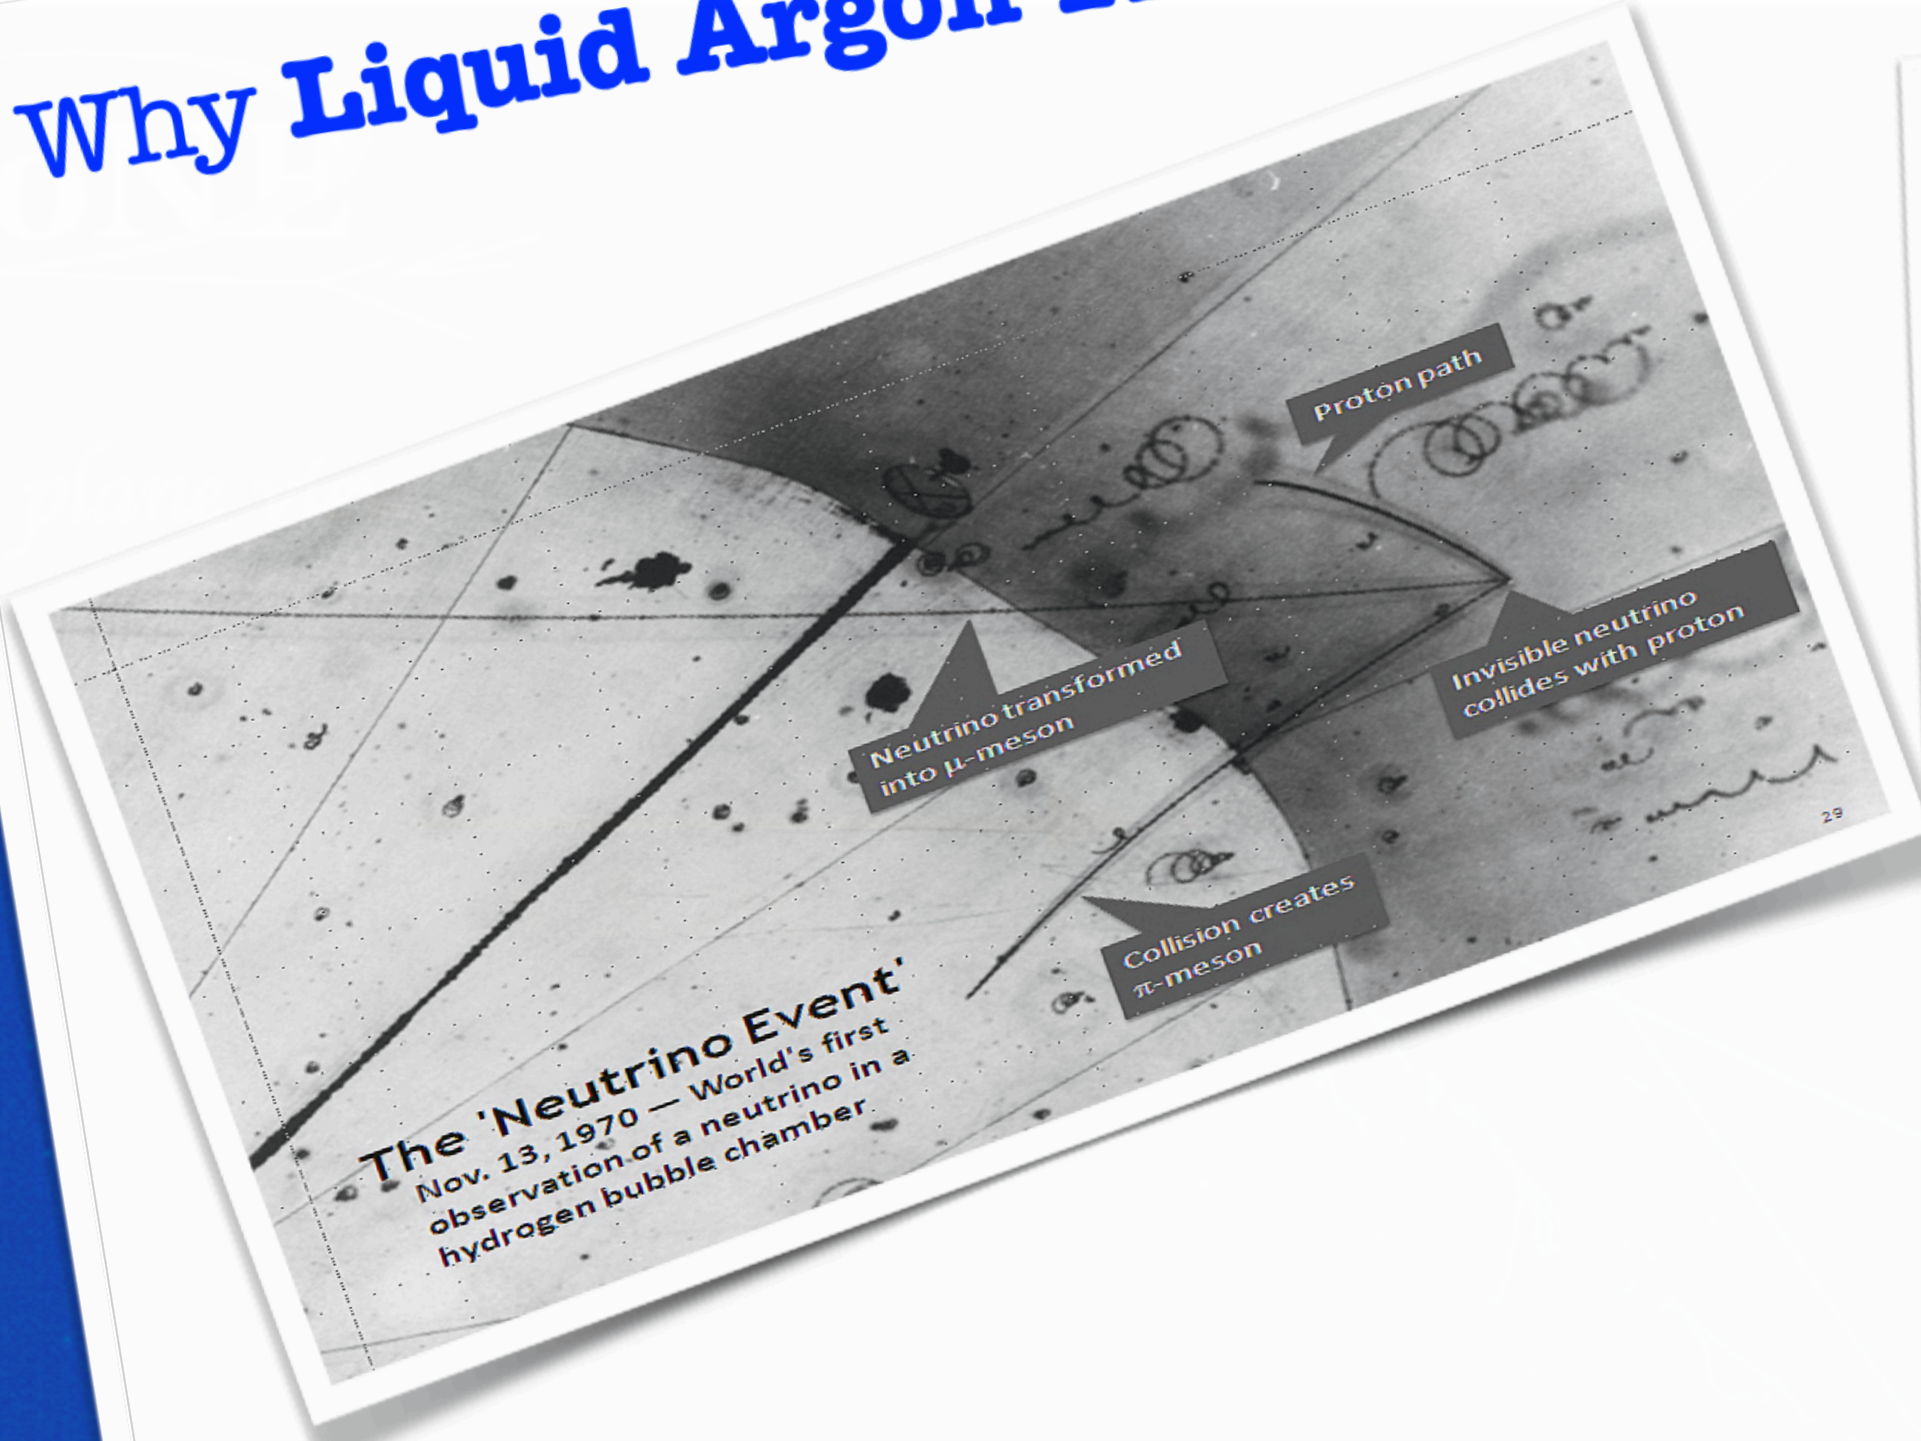 Why Liquid Argon
Proton path
Invisible neutrino
collides with proton
Neutrino transformed
into μ-meson
29
Collision creates
π-meson
The 'Neutrino Event'
Nov. 13, 1970 — World's first
observation of a neutrino in a
hydrogen bubble chamber